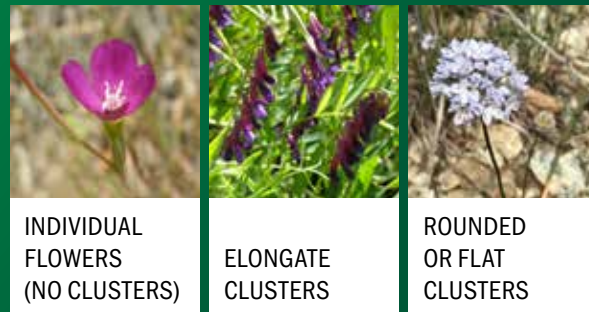 INDIVIDUAL
FLOWERS
(NO CLUSTERS)
ELONGATE
CLUSTERS
ROUNDED
OR FLAT
CLUSTERS